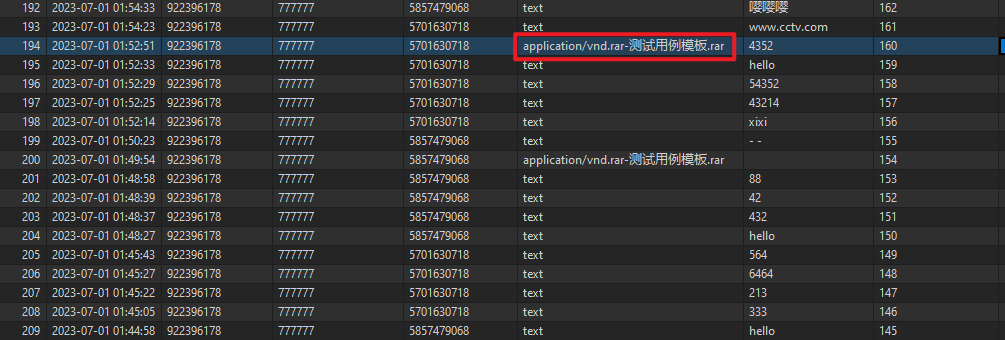 192 2023-07-01 01:54:33 922396178 777777 5857479068 text 嘤嘤嘤 162
193 2023-07-01 01:54:23 922396178 777777 5701630718 text www.cctv.com 161
194 2023-07-01 01:52:51 922396178 777777 5701630718 application/vnd.rar-测试用例模板.rar 4352 160
195 2023-07-01 01:52:33 922396178 777777 5701630718 text hello 159
196 2023-07-01 01:52:29 922396178 777777 5701630718 text 54352 158
197 2023-07-01 01:52:25 922396178 777777 5701630718 text 43214 157
198 2023-07-01 01:52:14 922396178 777777 5701630718 text xixi 156
199 2023-07-01 01:50:23 922396178 777777 5857479068 text - - 155
200 2023-07-01 01:49:54 922396178 777777 5857479068 application/vnd.rar-测试用例模板.rar 154
201 2023-07-01 01:48:58 922396178 777777 5857479068 text 88 153
202 2023-07-01 01:48:39 922396178 777777 5857479068 text 42 152
203 2023-07-01 01:48:37 922396178 777777 5857479068 text 432 151
204 2023-07-01 01:48:27 922396178 777777 5857479068 text hello 150
205 2023-07-01 01:45:43 922396178 777777 5701630718 text 564 149
206 2023-07-01 01:45:27 922396178 777777 5701630718 text 6464 148
207 2023-07-01 01:45:22 922396178 777777 5701630718 text 213 147
208 2023-07-01 01:45:05 922396178 777777 5701630718 text 333 146
209 2023-07-01 01:44:58 922396178 777777 5857479068 text hello 145